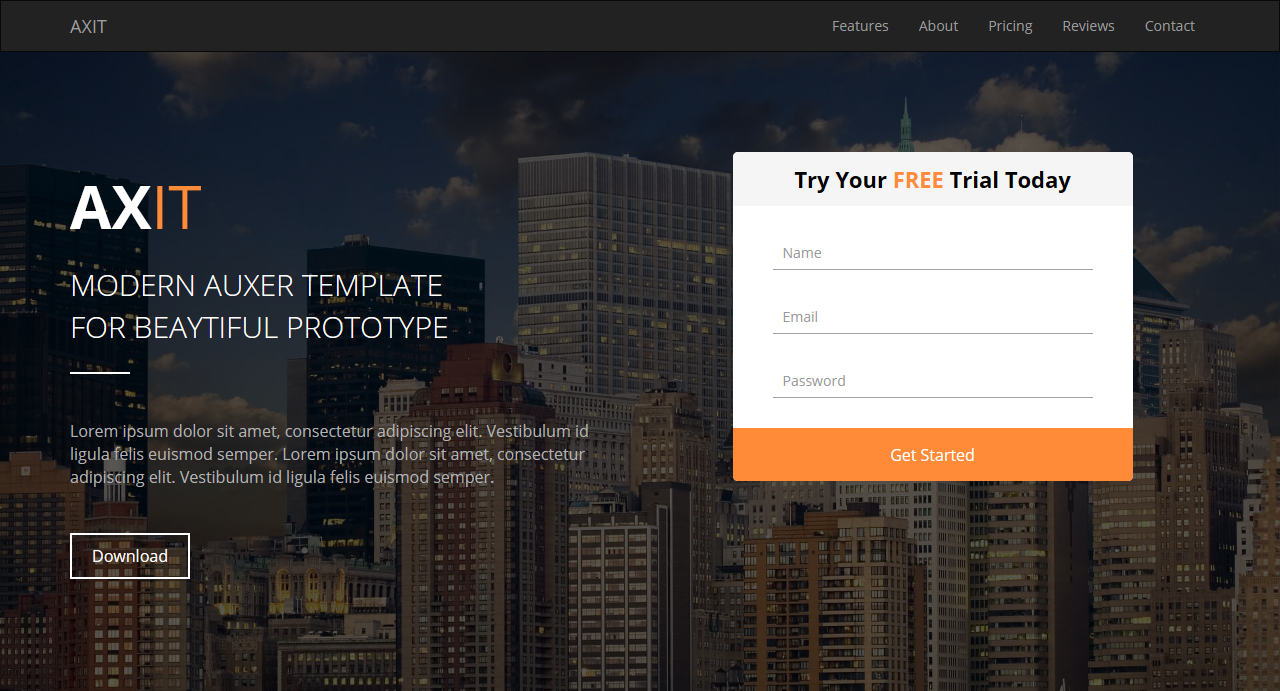 AXIT
Features
About
Pricing
Reviews
Contact
AXIT
MODERN AUXER TEMPLATE
FOR BEAYTIFUL PROTOTYPE
Lorem ipsum dolor sit amet, consectetur adipiscing elit. Vestibulum id
ligula felis euismod semper. Lorem ipsum dolor sit amet, consectetur
adipiscing elit. Vestibulum id ligula felis euismod semper.
Download
Try Your FREE Trial Today
Name
Email
Password
Get Started